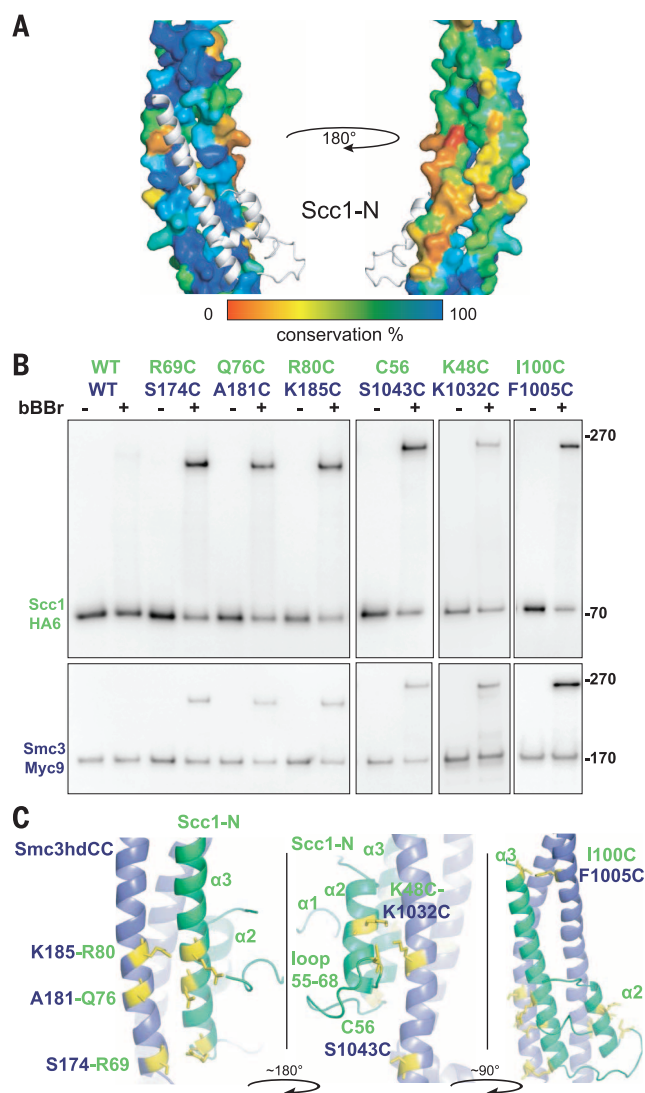 A
180°
Scc1-N
0
100
conservation %
B
WT R69C Q76C R80C C56 K48C I100C
WT S174C A181C K185C S1043C K1032C F1005C
bBBr - + - + - + - + - + - + - +
-270
Scc1
HA6
-70
-270
Smc3
Myc9
-170
C
Scc1-N
Smc3hdCC
α3
α2
K185-R80
A181-Q76
S174-R69
~180°
Scc1-N
α3
α2
α1
K48C-
K1032C
loop
55-68
C56
S1043C
~90°
α3
I100C
F1005C
α2